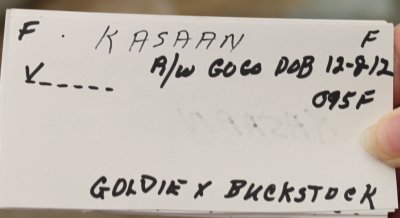 F. KASAAN F
A/W GOGO DOB 12-8-12
V-----
095F
GOLDIE X BUCKSTOCK